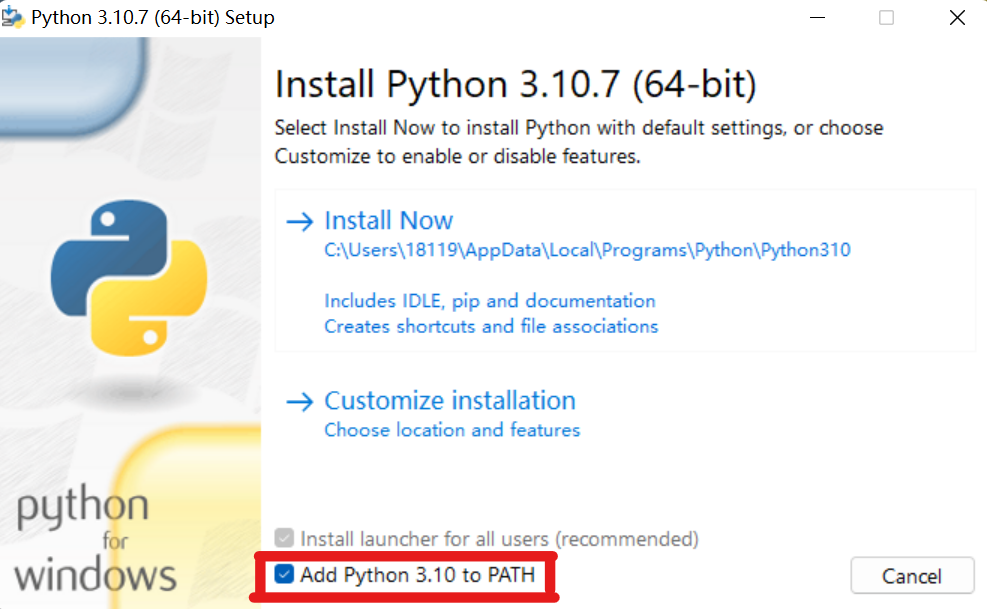 Python 3.10.7 (64-bit) Setup
Install Python 3.10.7 (64-bit)
Select Install Now to install Python with default settings, or choose
Customize to enable or disable features.
Install Now
C:\Users\18119\AppData\Local\Programs\Python\Python310
Includes IDLE, pip and documentation
Creates shortcuts and file associations
Customize installation
Choose location and features
python
for
windows
Install launcher for all users (recommended)
Add Python 3.10 to PATH
Cancel